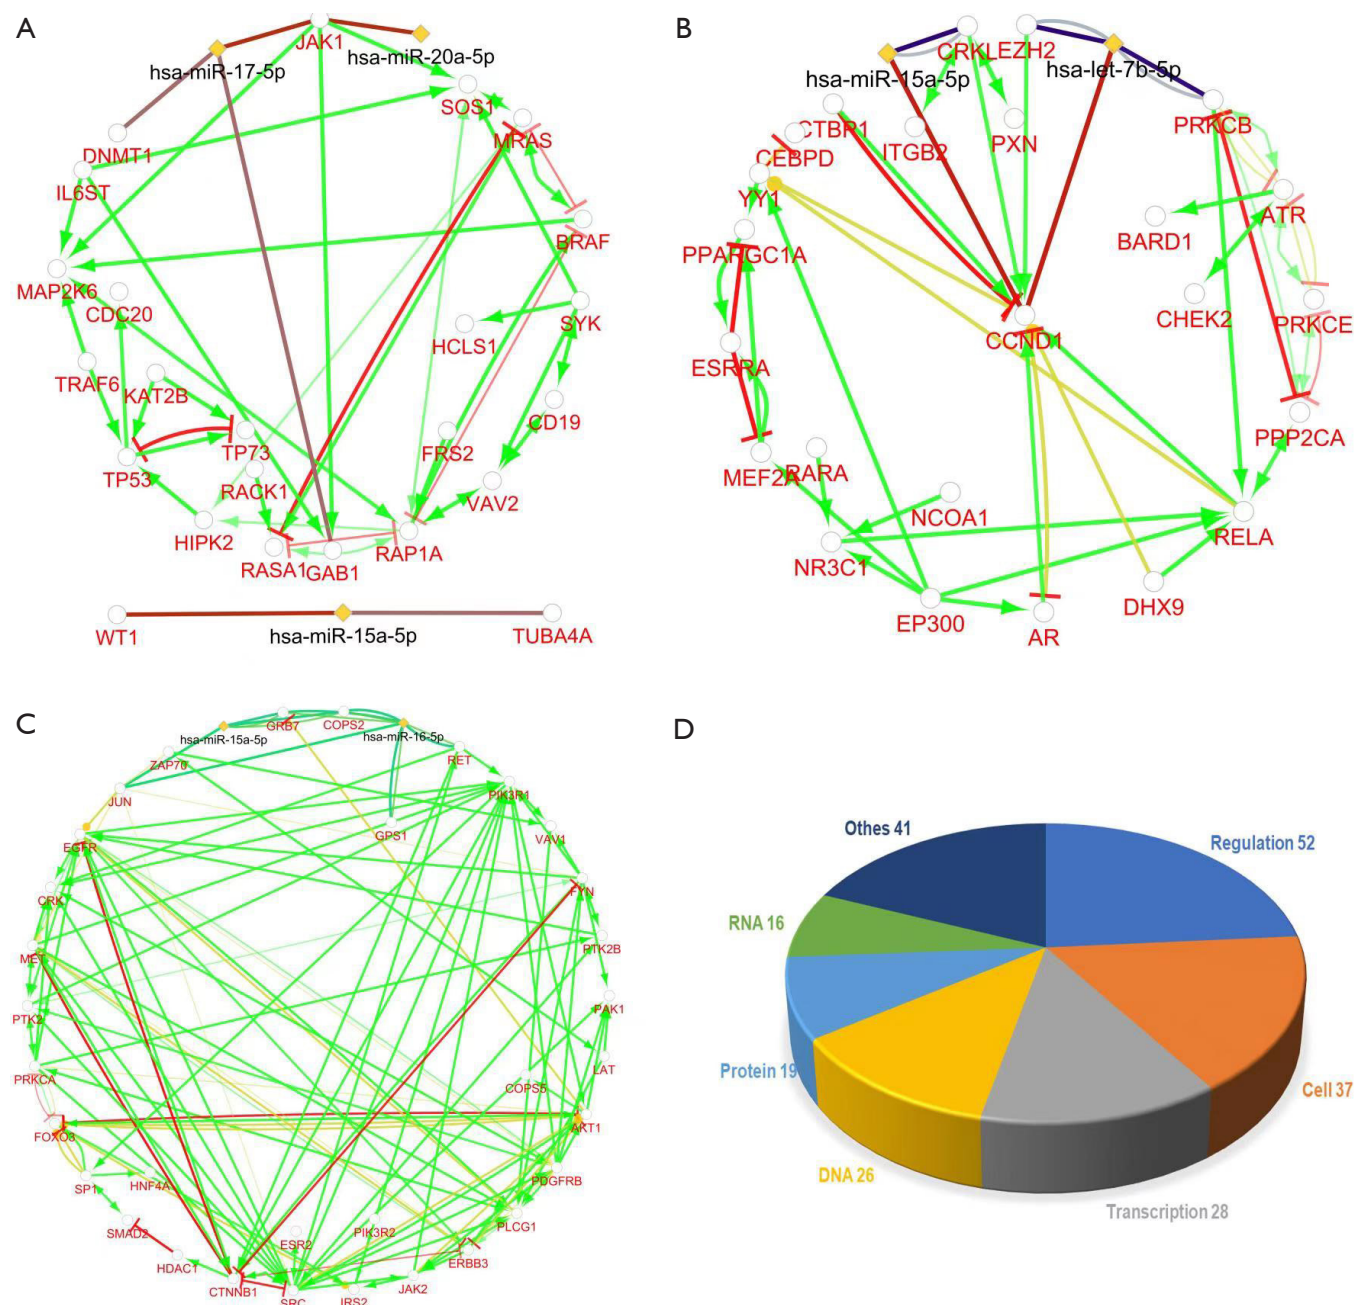 A
JAK1
hsa-miR-20a-5p
hsa-miR-17-5p
SOS1
MRAS
DNMT1
IL6ST
BRAF
MAP2K6
CDC20
SYK
HCLS1
TRAF6
KAT2B
CD19
TP73
FRS2
TP53
RACK1
VAV2
HIPK2
RASA1
GAB1
RAP1A
WT1
hsa-miR-15a-5p
TUBA4A
B
CRKL
EZH2
hsa-miR-15a-5p
hsa-let-7b-5p
CTBP1
PRKCB
CEBPD
ITGB2
PXN
YY1
ATR
BARD1
PPARGC1A
CHEK2
PRKCE
CCND1
ESRRA
PPP2CA
MEF2A
RARA
NCOA1
RELA
NR3C1
EP300
AR
DHX9
C
GRB7
COPS2
hsa-miR-15a-5p
hsa-miR-16-5p
ZAP70
RET
JUN
PIK3R1
GPS1
VAV1
EGFR
CRK
FYN
MET
PTK2B
PTK2
PAK1
PRKCA
LAT
COPS5
FOXO3
AKT1
SP1
HNF4A
PDGFRB
SMAD2
ESR2
PIK3R2
PLCG1
HDAC1
ERBB3
CTNNB1
SRC
IRS2
JAK2
D
Othes 41
Regulation 52
RNA 16
Protein 19
Cell 37
DNA 26
Transcription 28